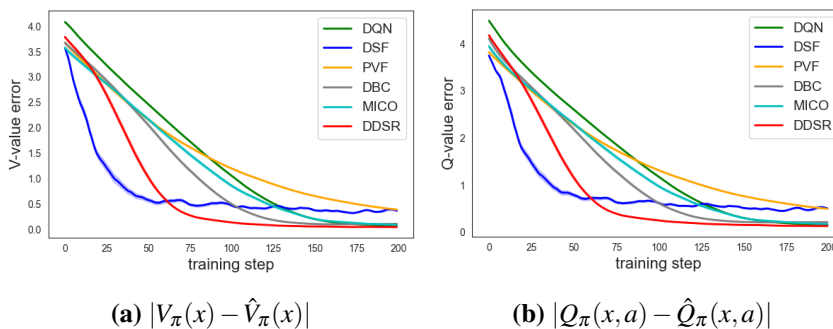 V-value error
4.0
3.5
3.0
2.5
2.0
1.5
1.0
0.5
0.0
DQN
DSF
PVF
DBC
MICO
DDSR
0 25 50 75 100 125 150 175 200
training step
(a) |Vπ(x) − V̂π(x)|
Q-value error
4
3
2
1
0
DQN
DSF
PVF
DBC
MICO
DDSR
0 25 50 75 100 125 150 175 200
training step
(b) |Qπ(x,a) − Q̂π(x,a)|